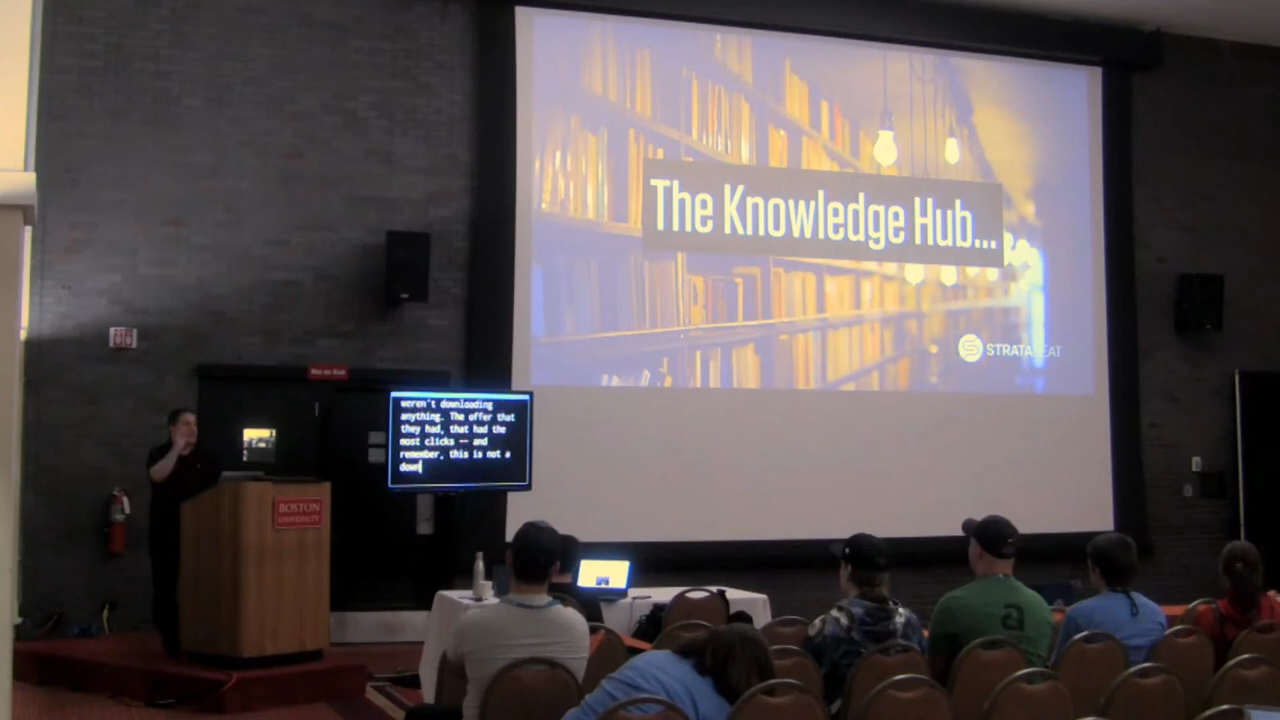 The Knowledge Hub...
STRATABEAT
weren't downloading
anything. The offer that
they had, that had the
most clicks -- and
remember, this is not a
down
BOSTON
UNIVERSITY
a